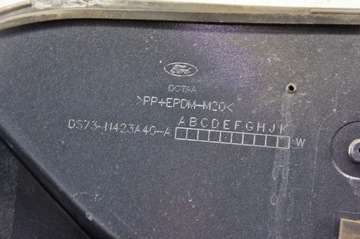 Ford
DOTAA
>PP+EPDM-M20<
ABCDEFGHJK
DS73-11423A40-A
W